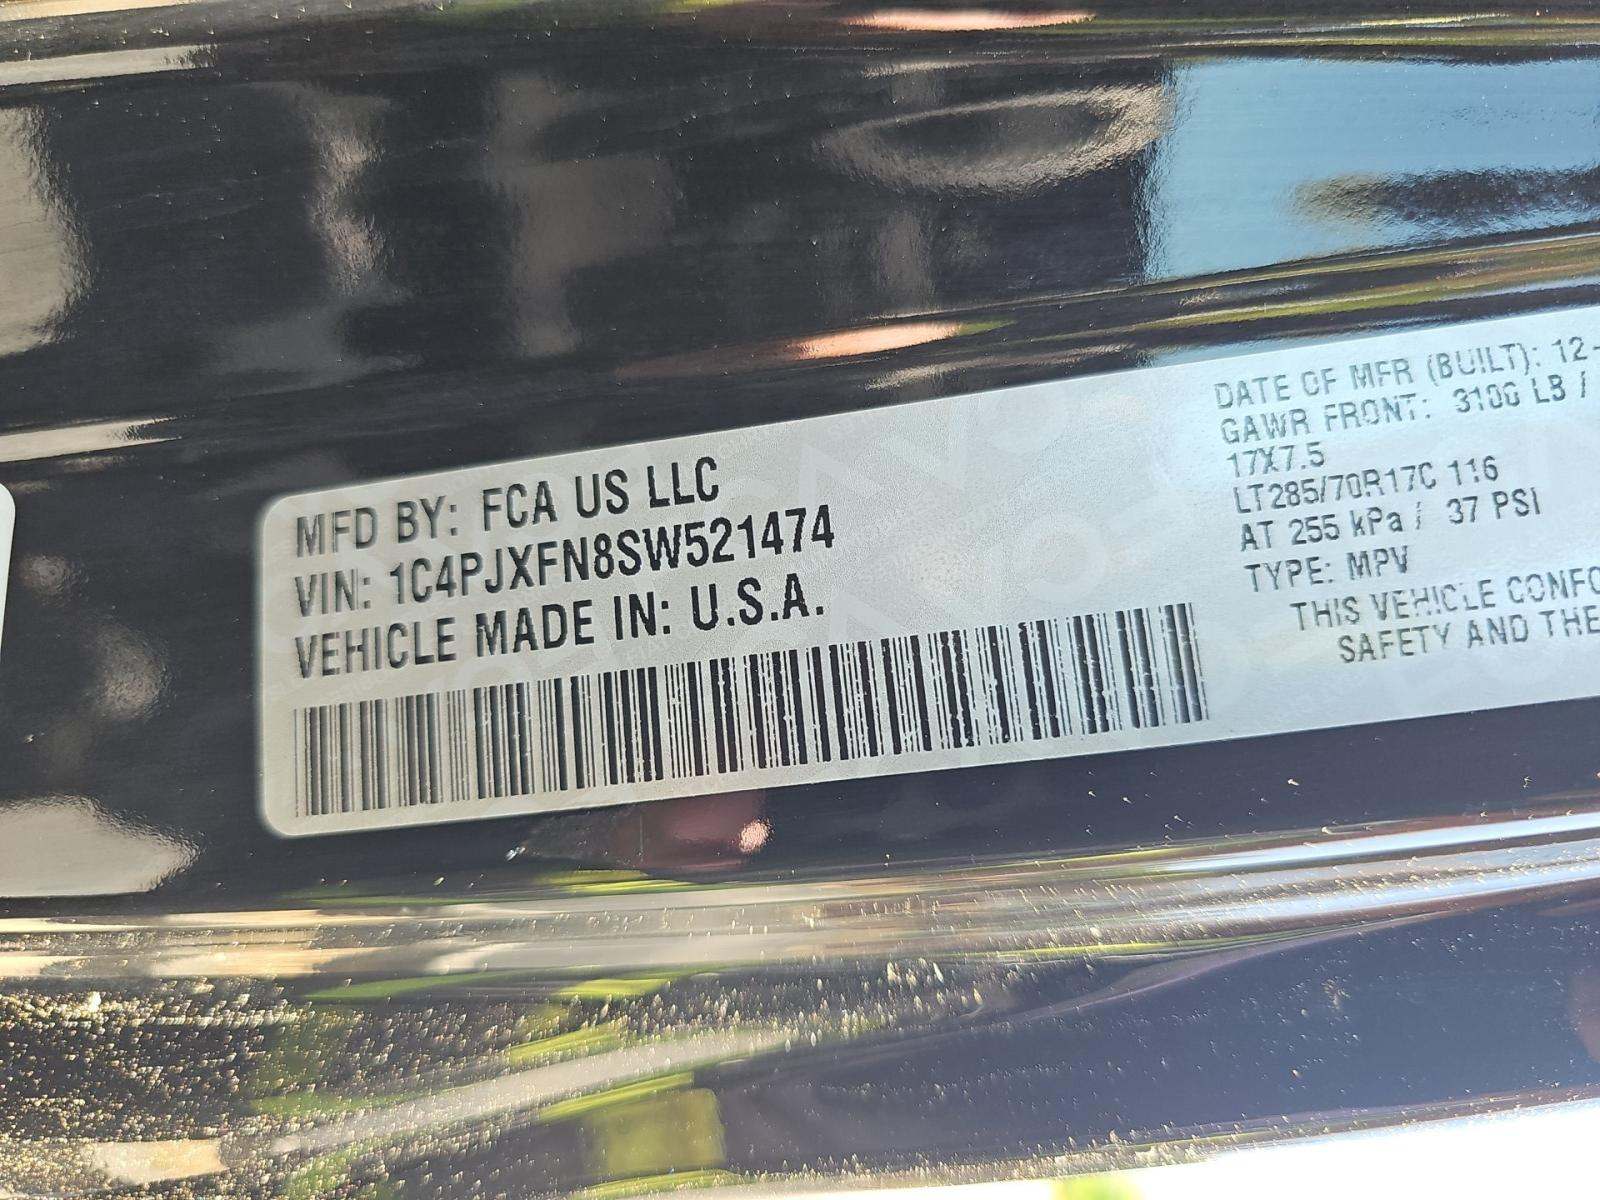 MFD BY: FCA US LLC
VIN: 1C4PJXFN8SW521474
VEHICLE MADE IN: U.S.A.
DATE OF MFR (BUILT): 12-
GAWR FRONT: 3100 LB /
17X7.5
LT285/70R17C 116
AT 255 kPa / 37 PSI
TYPE: MPV
THIS VEHICLE CONFO
SAFETY AND THE